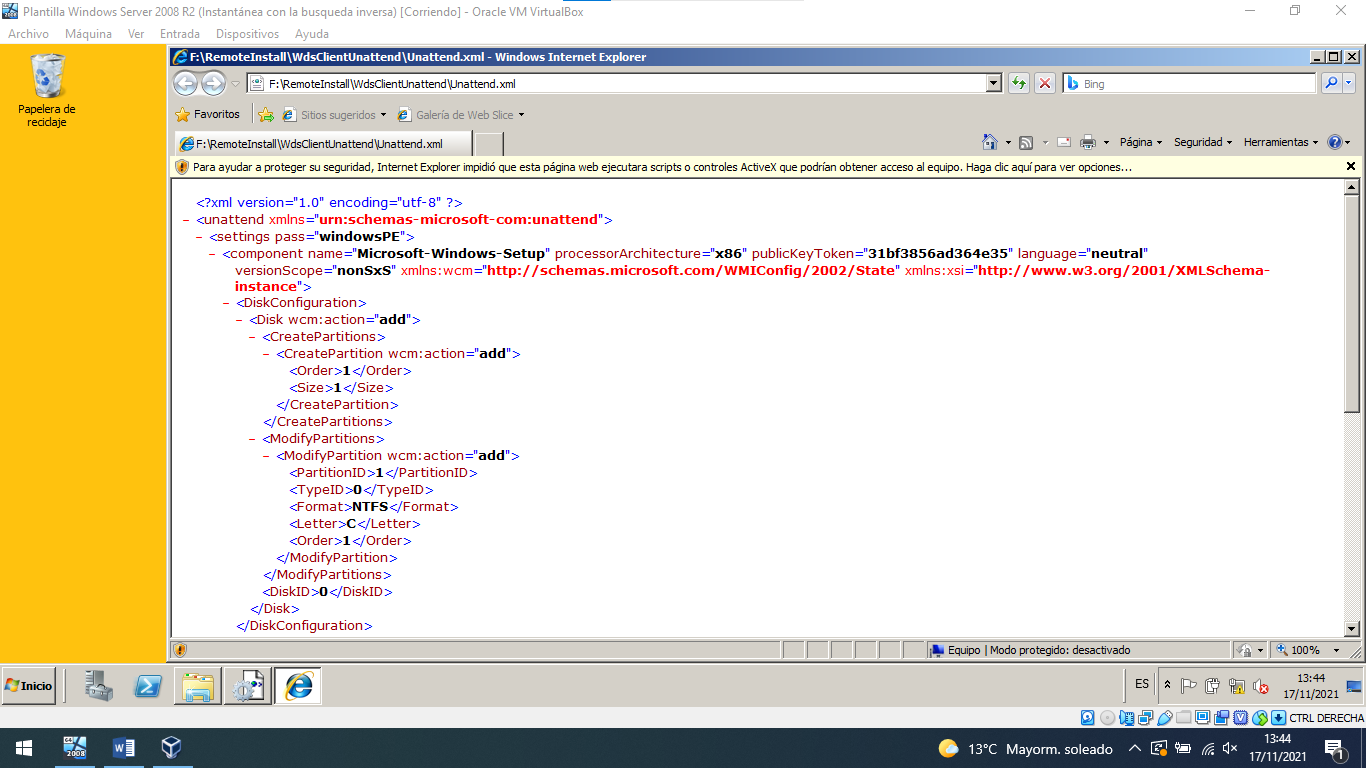 Plantilla Windows Server 2008 R2 (Instantánea con la busqueda inversa) [Corriendo] - Oracle VM VirtualBox
Archivo Máquina Ver Entrada Dispositivos Ayuda
Papelera de
reciclaje
F:\RemoteInstall\WdsClientUnattend\Unattend.xml - Windows Internet Explorer
F:\RemoteInstall\WdsClientUnattend\Unattend.xml
Bing
Favoritos Sitios sugeridos Galería de Web Slice
F:\RemoteInstall\WdsClientUnattend\Unattend.xml
Página Seguridad Herramientas
Para ayudar a proteger su seguridad, Internet Explorer impidió que esta página web ejecutara scripts o controles ActiveX que podrían obtener acceso al equipo. Haga clic aquí para ver opciones...
<?xml version="1.0" encoding="utf-8" ?>
- <unattend xmlns="urn:schemas-microsoft-com:unattend">
- <settings pass="windowsPE">
- <component name="Microsoft-Windows-Setup" processorArchitecture="x86" publicKeyToken="31bf3856ad364e35" language="neutral"
versionScope="nonSxS" xmlns:wcm="http://schemas.microsoft.com/WMIConfig/2002/State" xmlns:xsi="http://www.w3.org/2001/XMLSchema-
instance">
- <DiskConfiguration>
- <Disk wcm:action="add">
- <CreatePartitions>
- <CreatePartition wcm:action="add">
<Order>1</Order>
<Size>1</Size>
</CreatePartition>
</CreatePartitions>
- <ModifyPartitions>
- <ModifyPartition wcm:action="add">
<PartitionID>1</PartitionID>
<TypeID>0</TypeID>
<Format>NTFS</Format>
<Letter>C</Letter>
<Order>1</Order>
</ModifyPartition>
</ModifyPartitions>
<DiskID>0</DiskID>
</Disk>
</DiskConfiguration>
Equipo | Modo protegido: desactivado
100%
Inicio
ES
13:44
17/11/2021
CTRL DERECHA
2008
13°C Mayorm. soleado
13:44
17/11/2021
1